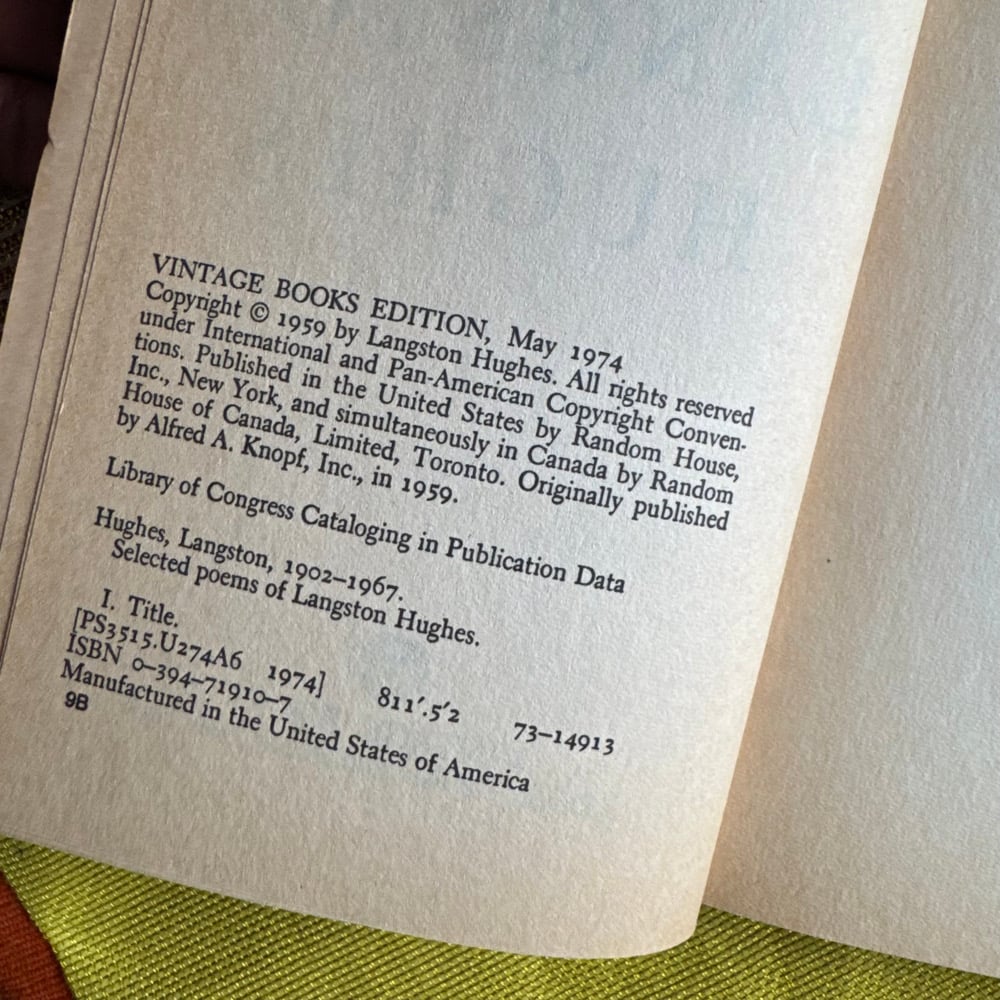 VINTAGE BOOKS EDITION, May 1974
Copyright © 1959 by Langston Hughes. All rights reserved
under International and Pan-American Copyright Conven-
tions. Published in the United States by Random House,
Inc., New York, and simultaneously in Canada by Random
House of Canada, Limited, Toronto. Originally published
by Alfred A. Knopf, Inc., in 1959.
Library of Congress Cataloging in Publication Data
Hughes, Langston, 1902–1967.
Selected poems of Langston Hughes.
I. Title.
[PS3515.U274A6 1974] 811'.5'2 73–14913
ISBN 0–394–71910–7
Manufactured in the United States of America
9B